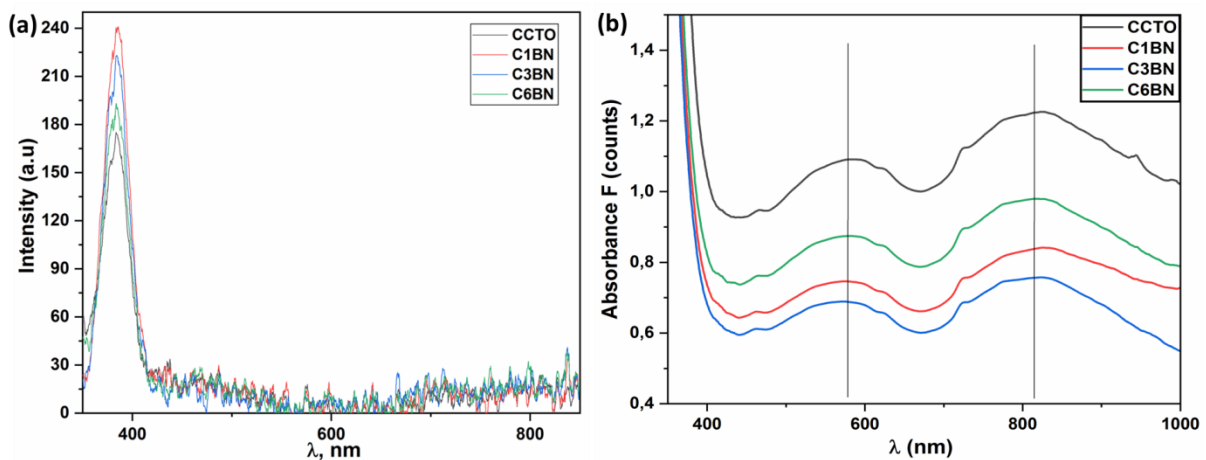 (a)
CCTO
C1BN
C3BN
C6BN
Intensity (a.u)
240
210
180
150
120
90
60
30
0
400 600 800
λ, nm
(b)
CCTO
C1BN
C3BN
C6BN
Absorbance F (counts)
1,4
1,2
1,0
0,8
0,6
0,4
400 600 800 1000
λ (nm)